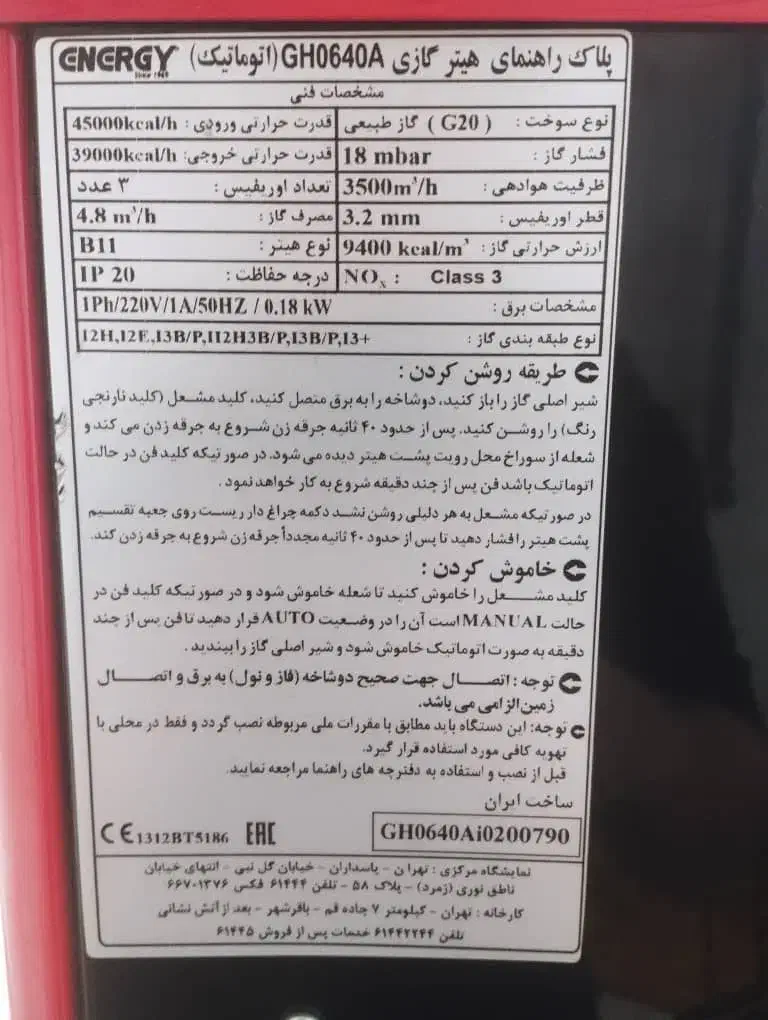 پلاک راهنمای هیتر گازی GH0640A (اتوماتیک) ENERGY
Since 1965
مشخصات فنی
نوع سوخت : ( G20 ) گاز طبیعی قدرت حرارتی ورودی : 45000kcal/h
فشار گاز : 18 mbar قدرت حرارتی خروجی: 39000kcal/h
ظرفیت هوادهی : 3500m³/h تعداد اوریفیس : ۳ عدد
قطر اوریفیس : 3.2 mm مصرف گاز : 4.8 m³/h
ارزش حرارتی گاز: 9400 kcal/m³ نوع هیتر : B11
NOx : Class 3 درجه حفاظت : IP 20
مشخصات برق : 1Ph/220V/1A/50HZ / 0.18 kW
نوع طبقه بندی گاز : I2H,I2E,I3B/P,II2H3B/P,I3B/P,I3+
طریقه روشن کردن :
شیر اصلی گاز را باز کنید، دوشاخه را به برق متصل کنید، کلید مشعل (کلید نارنجی
رنگ) را روشن کنید. پس از حدود ۴۰ ثانیه جرقه زن شروع به جرقه زدن می کند و
شعله از سوراخ محل رویت پشت هیتر دیده می شود. در صورتیکه کلید فن در حالت
اتوماتیک باشد فن پس از چند دقیقه شروع به کار خواهد نمود .
در صورتیکه مشعل به هر دلیلی روشن نشد دکمه چراغ دار ریست روی جعبه تقسیم
پشت هیتر را فشار دهید تا پس از حدود ۴۰ ثانیه مجدداً جرقه زن شروع به جرقه زدن کند.
خاموش کردن :
کلید مشعل را خاموش کنید تا شعله خاموش شود و در صورتیکه کلید فن در
حالت MANUAL است آن را در وضعیت AUTO قرار دهید تا فن پس از چند
دقیقه به صورت اتوماتیک خاموش شود و شیر اصلی گاز را ببندید .
توجه : اتصال جهت صحیح دوشاخه (فاز و نول) به برق و اتصال
زمین الزامی می باشد.
توجه: این دستگاه باید مطابق با مقررات ملی مربوطه نصب گردد و فقط در محلی با
تهویه کافی مورد استفاده قرار گیرد.
قبل از نصب و استفاده به دفترچه های راهنما مراجعه نمایید.
ساخت ایران
CE 1312BT5186 EAC GH0640Ai0200790
نمایشگاه مرکزی : تهران - پاسداران - خیابان گل نبی - انتهای خیابان
ناطق نوری (زمرد) - پلاک ۵۸ - تلفن ۶۱۴۴۴ فکس ۶۶۷۰۱۳۷۶
کارخانه : تهران - کیلومتر ۷ جاده قم - باقرشهر - بعد از آتش نشانی
تلفن ۶۱۴۴۲۲۴۴ خدمات پس از فروش ۶۱۴۴۵